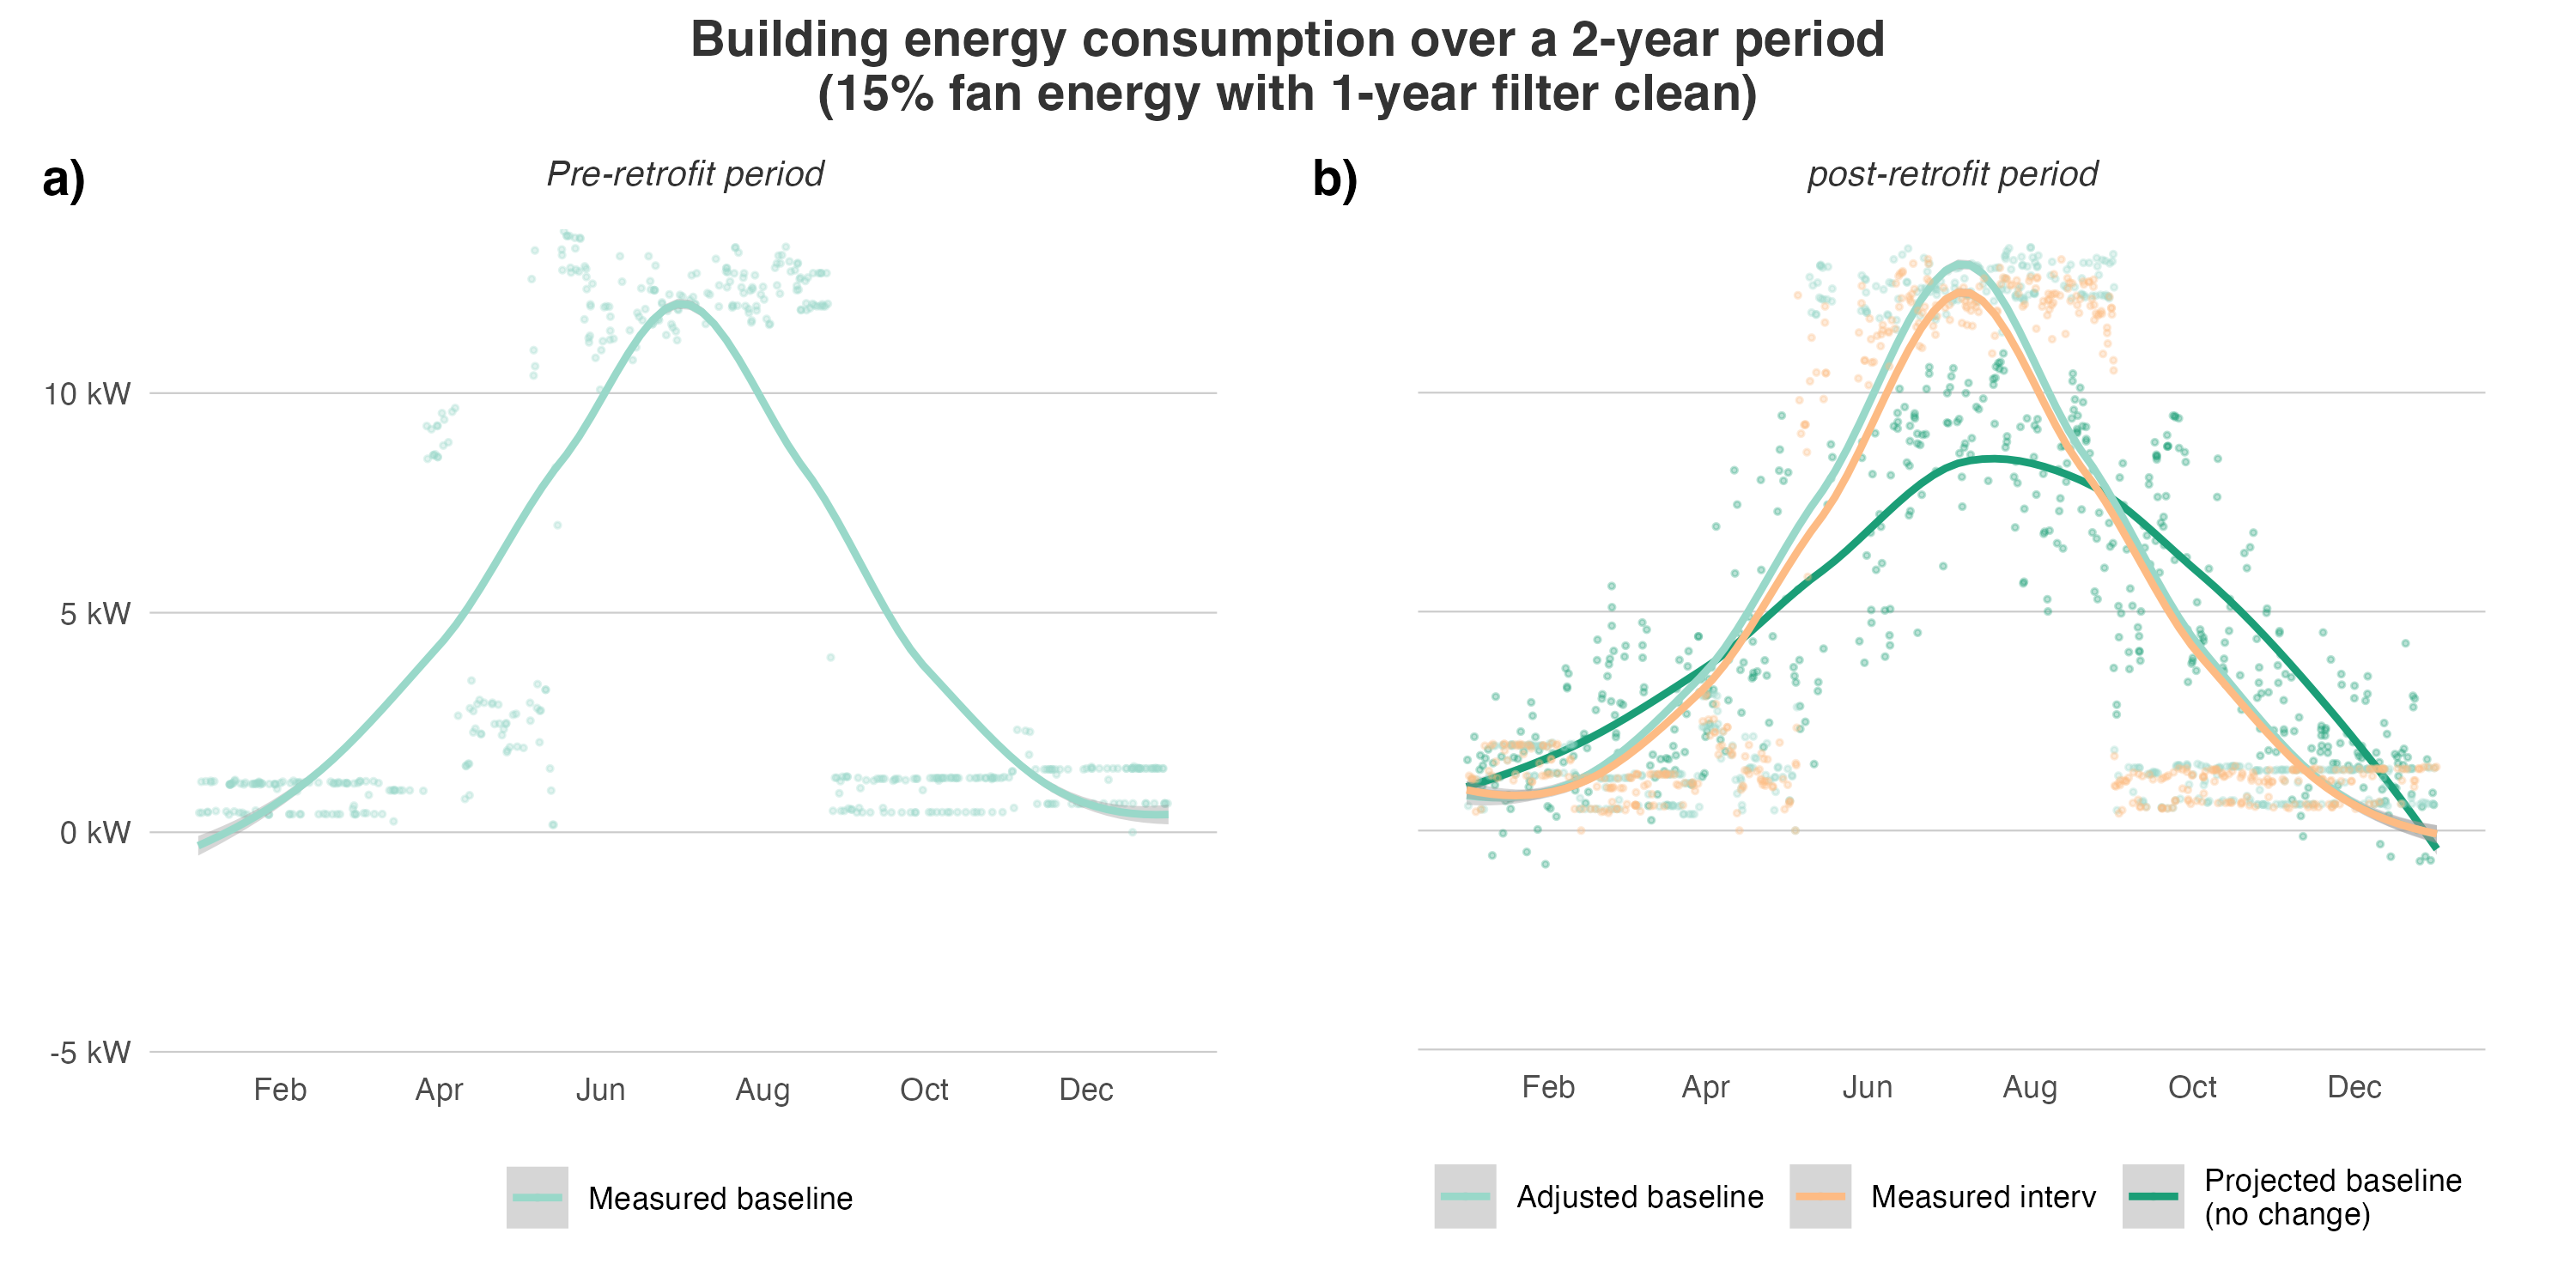 Building energy consumption over a 2-year period
(15% fan energy with 1-year filter clean)
a)
Pre-retrofit period
10 kW
5 kW
0 kW
-5 kW
Feb Apr Jun Aug Oct Dec
Measured baseline
b)
post-retrofit period
Feb Apr Jun Aug Oct Dec
Adjusted baseline
Measured interv
Projected baseline
(no change)